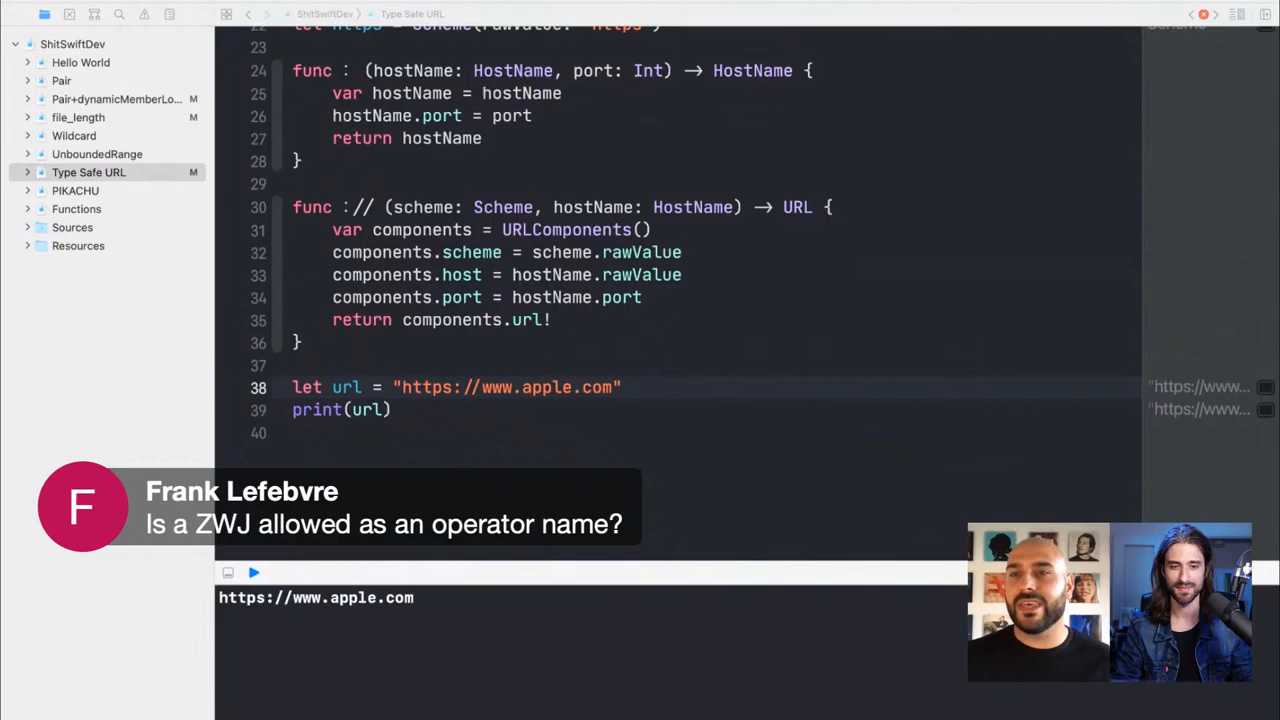 ShitSwiftDev
Type Safe URL
ShitSwiftDev
Hello World
Pair
Pair+dynamicMemberLo... M
file_length M
Wildcard
UnboundedRange
Type Safe URL M
PIKACHU
Functions
Sources
Resources
22
23
24 func ： (hostName: HostName, port: Int) -> HostName {
25 var hostName = hostName
26 hostName.port = port
27 return hostName
28 }
29
30 func ：// (scheme: Scheme, hostName: HostName) -> URL {
31 var components = URLComponents()
32 components.scheme = scheme.rawValue
33 components.host = hostName.rawValue
34 components.port = hostName.port
35 return components.url!
36 }
37
38 let url = "https://www.apple.com"
39 print(url)
40
"https://www...
"https://www...
F
Frank Lefebvre
Is a ZWJ allowed as an operator name?
https://www.apple.com